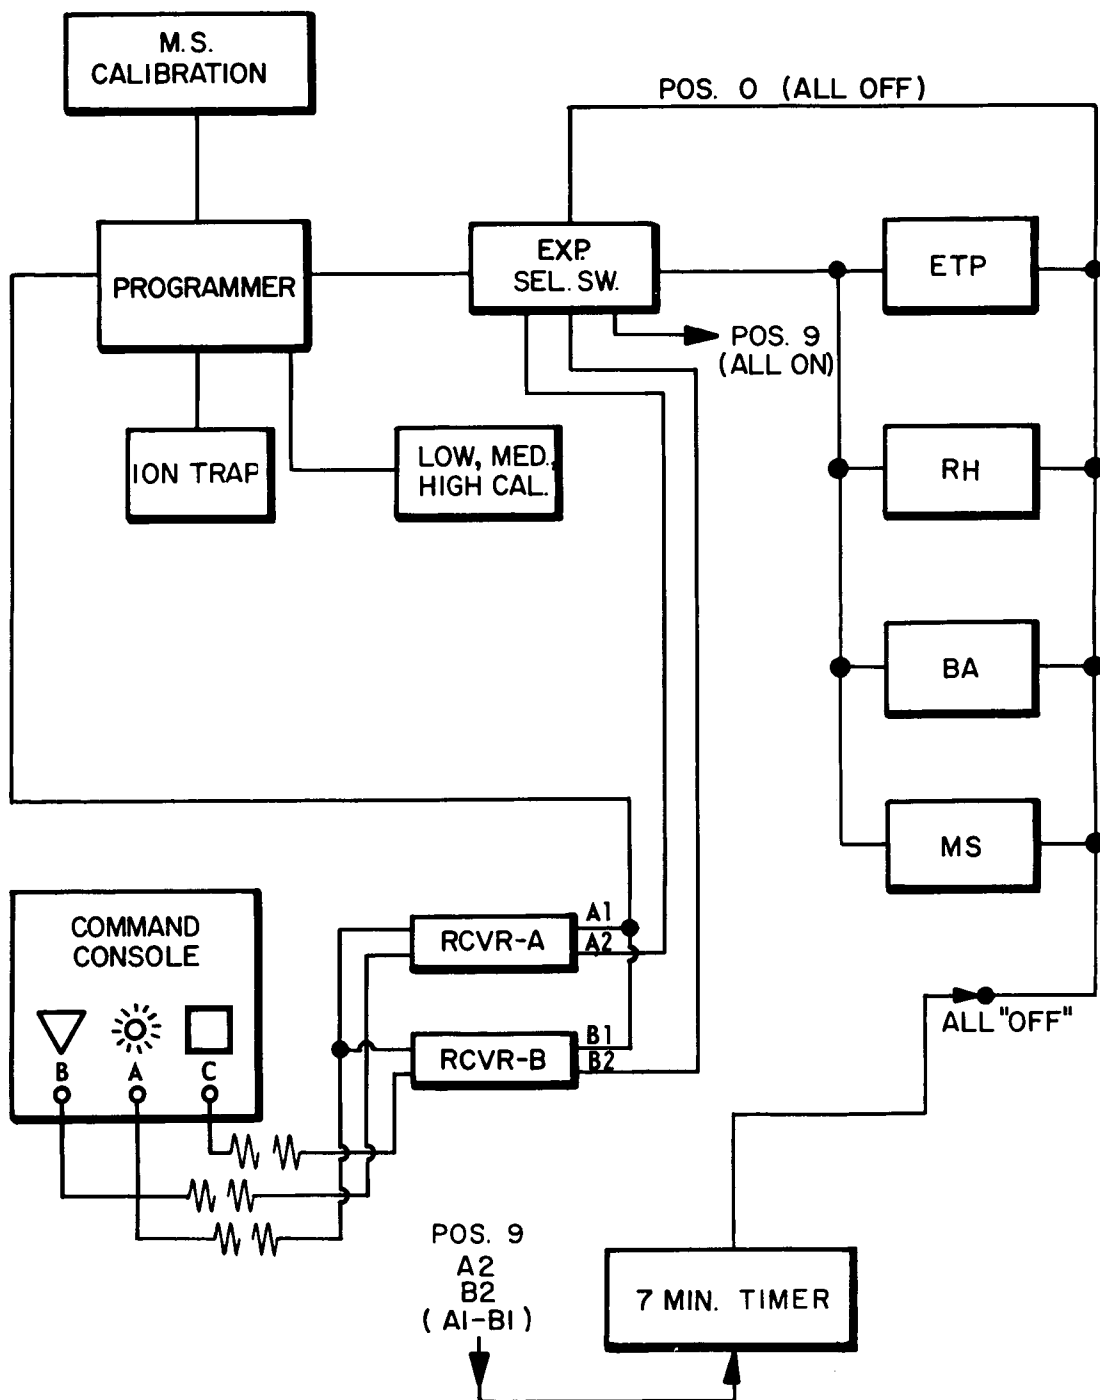 M.S.
CALIBRATION
POS. 0 (ALL OFF)
PROGRAMMER
EXP.
SEL. SW.
ETP
POS. 9
(ALL ON)
ION TRAP
LOW, MED.,
HIGH CAL.
RH
BA
MS
COMMAND
CONSOLE
B
A
C
RCVR-A
A1
A2
RCVR-B
B1
B2
ALL "OFF"
POS. 9
A2
B2
(A1-B1)
7 MIN. TIMER